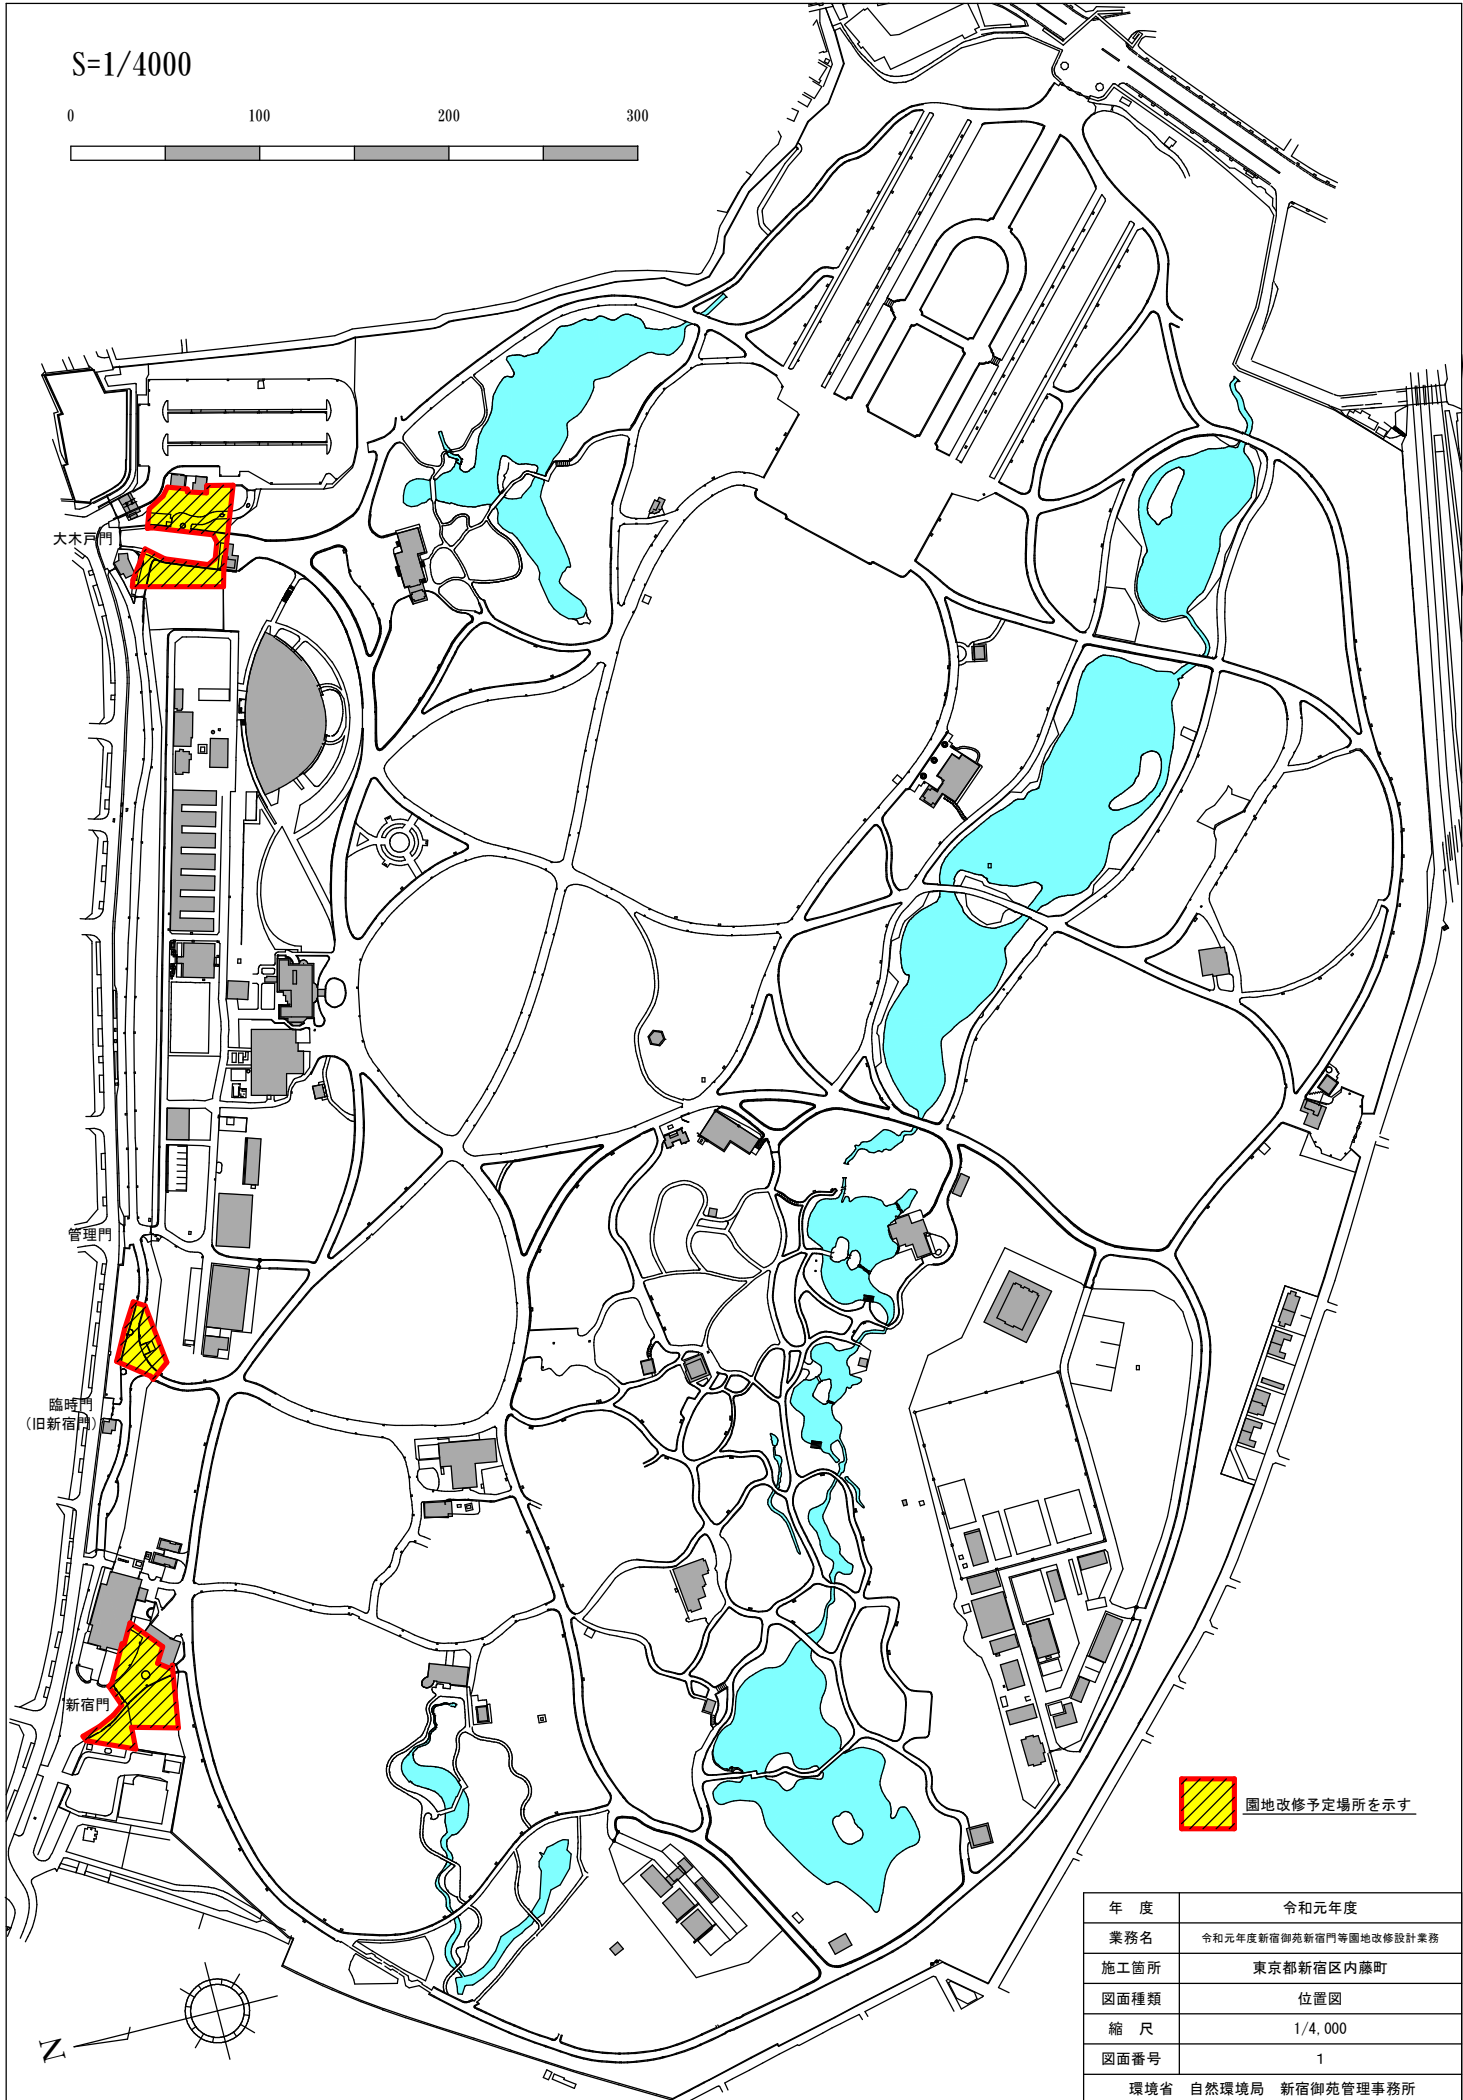 S=1/4000
0 100 200 300
大木戸門
管理門
臨時門
(旧新宿門)
新宿門
園地改修予定場所を示す
N
年 度 令和元年度
業務名 令和元年度新宿御苑新宿門等園地改修設計業務
施工箇所 東京都新宿区内藤町
図面種類 位置図
縮 尺 1/4,000
図面番号 1
環境省 自然環境局 新宿御苑管理事務所